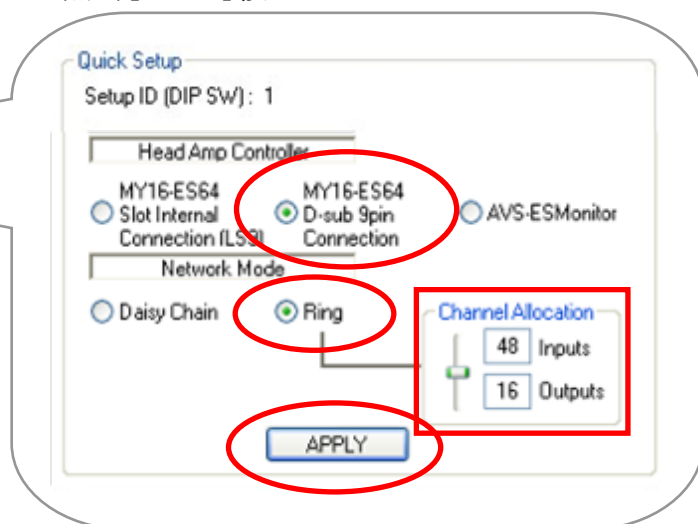 Quick Setup
Setup ID (DIP SW) : 1
Head Amp Controller
MY16-ES64
Slot Internal
Connection (LS9)
MY16-ES64
D-sub 9pin
Connection
AVS-ESMonitor
Network Mode
Daisy Chain
Ring
Channel Allocation
48 Inputs
16 Outputs
APPLY